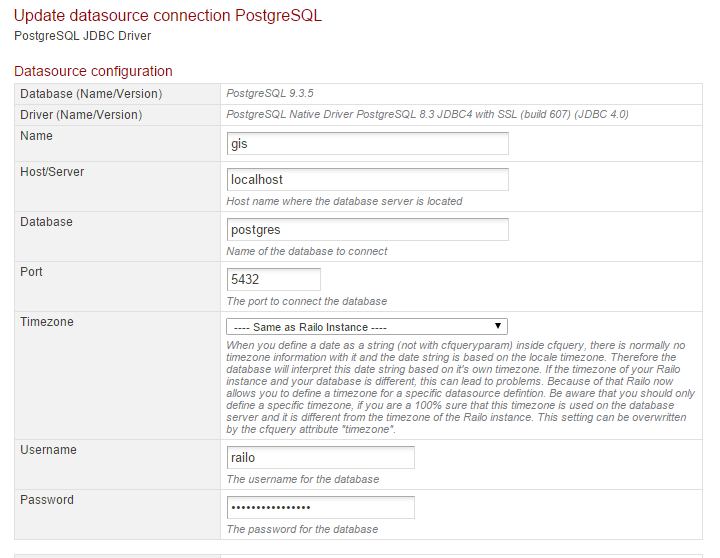 Update datasource connection PostgreSQL
PostgreSQL JDBC Driver
Datasource configuration
Database (Name/Version) PostgreSQL 9.3.5
Driver (Name/Version) PostgreSQL Native Driver PostgreSQL 8.3 JDBC4 with SSL (build 607) (JDBC 4.0)
Name gis
Host/Server localhost
Host name where the database server is located
Database postgres
Name of the database to connect
Port 5432
The port to connect the database
Timezone ---- Same as Railo Instance ----
When you define a date as a string (not with cfqueryparam) inside cfquery, there is normally no
timezone information with it and the date string is based on the locale timezone. Therefore the
database will interpret this date string based on it's own timezone. If the timezone of your Railo
instance and your database is different, this can lead to problems. Because of that Railo now
allows you to define a timezone for a specific datasource defintion. Be aware that you should only
define a specific timezone, if you are a 100% sure that this timezone is used on the database
server and it is different from the timezone of the Railo instance. This setting can be overwritten
by the cfquery attribute "timezone".
Username railo
The username for the database
Password ••••••••••••••••
The password for the database